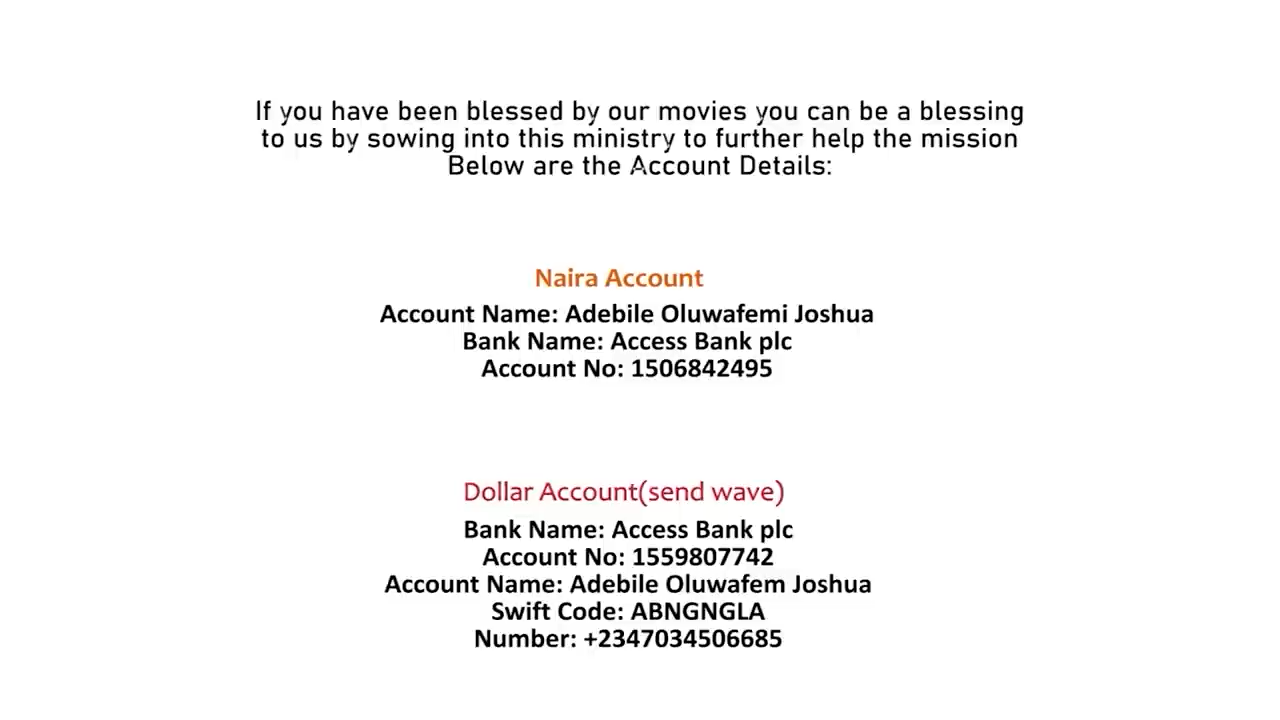 If you have been blessed by our movies you can be a blessing
to us by sowing into this ministry to further help the mission
Below are the Account Details:
Naira Account
Account Name: Adebile Oluwafemi Joshua
Bank Name: Access Bank plc
Account No: 1506842495
Dollar Account(send wave)
Bank Name: Access Bank plc
Account No: 1559807742
Account Name: Adebile Oluwafem Joshua
Swift Code: ABNGNGLA
Number: +2347034506685